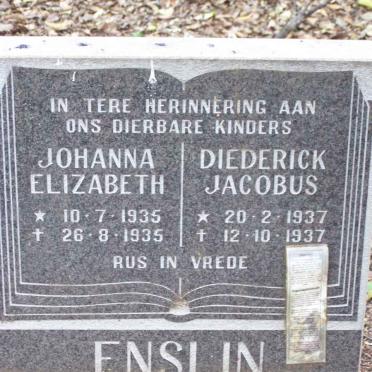 IN TERE HERINNERING AAN
ONS DIERBARE KINDERS
JOHANNA
ELIZABETH
★ 10·7·1935
✝ 26·8·1935
DIEDERICK
JACOBUS
★ 20·2·1937
✝ 12·10·1937
RUS IN VREDE
ENSLIN